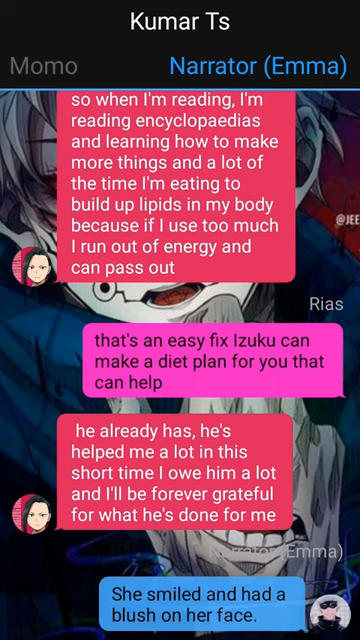 Kumar Ts
Momo
Narrator (Emma)
so when I'm reading, I'm
reading encyclopaedias
and learning how to make
more things and a lot of
the time I'm eating to
build up lipids in my body
because if I use too much
I run out of energy and
can pass out
@JEE
Rias
that's an easy fix Izuku can
make a diet plan for you that
can help
he already has, he's
helped me a lot in this
short time I owe him a lot
and I'll be forever grateful
for what he's done for me
Narrator (Emma)
She smiled and had a
blush on her face.